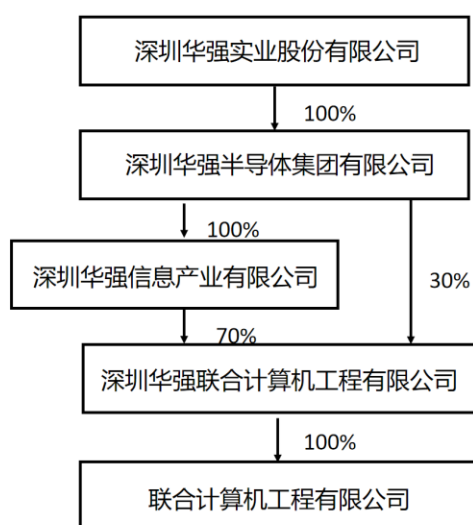 深圳华强实业股份有限公司
100%
深圳华强半导体集团有限公司
100%
深圳华强信息产业有限公司
30%
70%
深圳华强联合计算机工程有限公司
100%
联合计算机工程有限公司